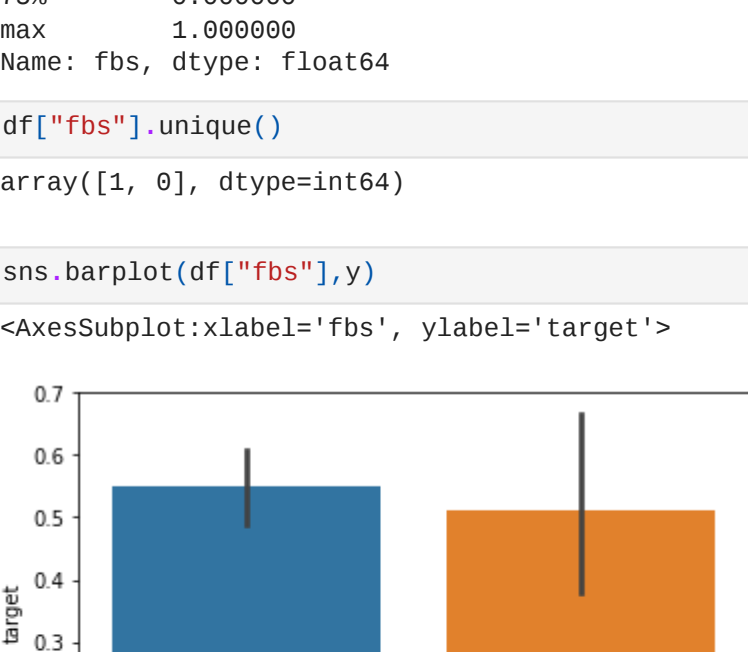 max 1.000000
Name: fbs, dtype: float64
df["fbs"].unique()
array([1, 0], dtype=int64)
sns.barplot(df["fbs"],y)
<AxesSubplot:xlabel='fbs', ylabel='target'>
0.7
0.6
0.5
0.4
0.3
target